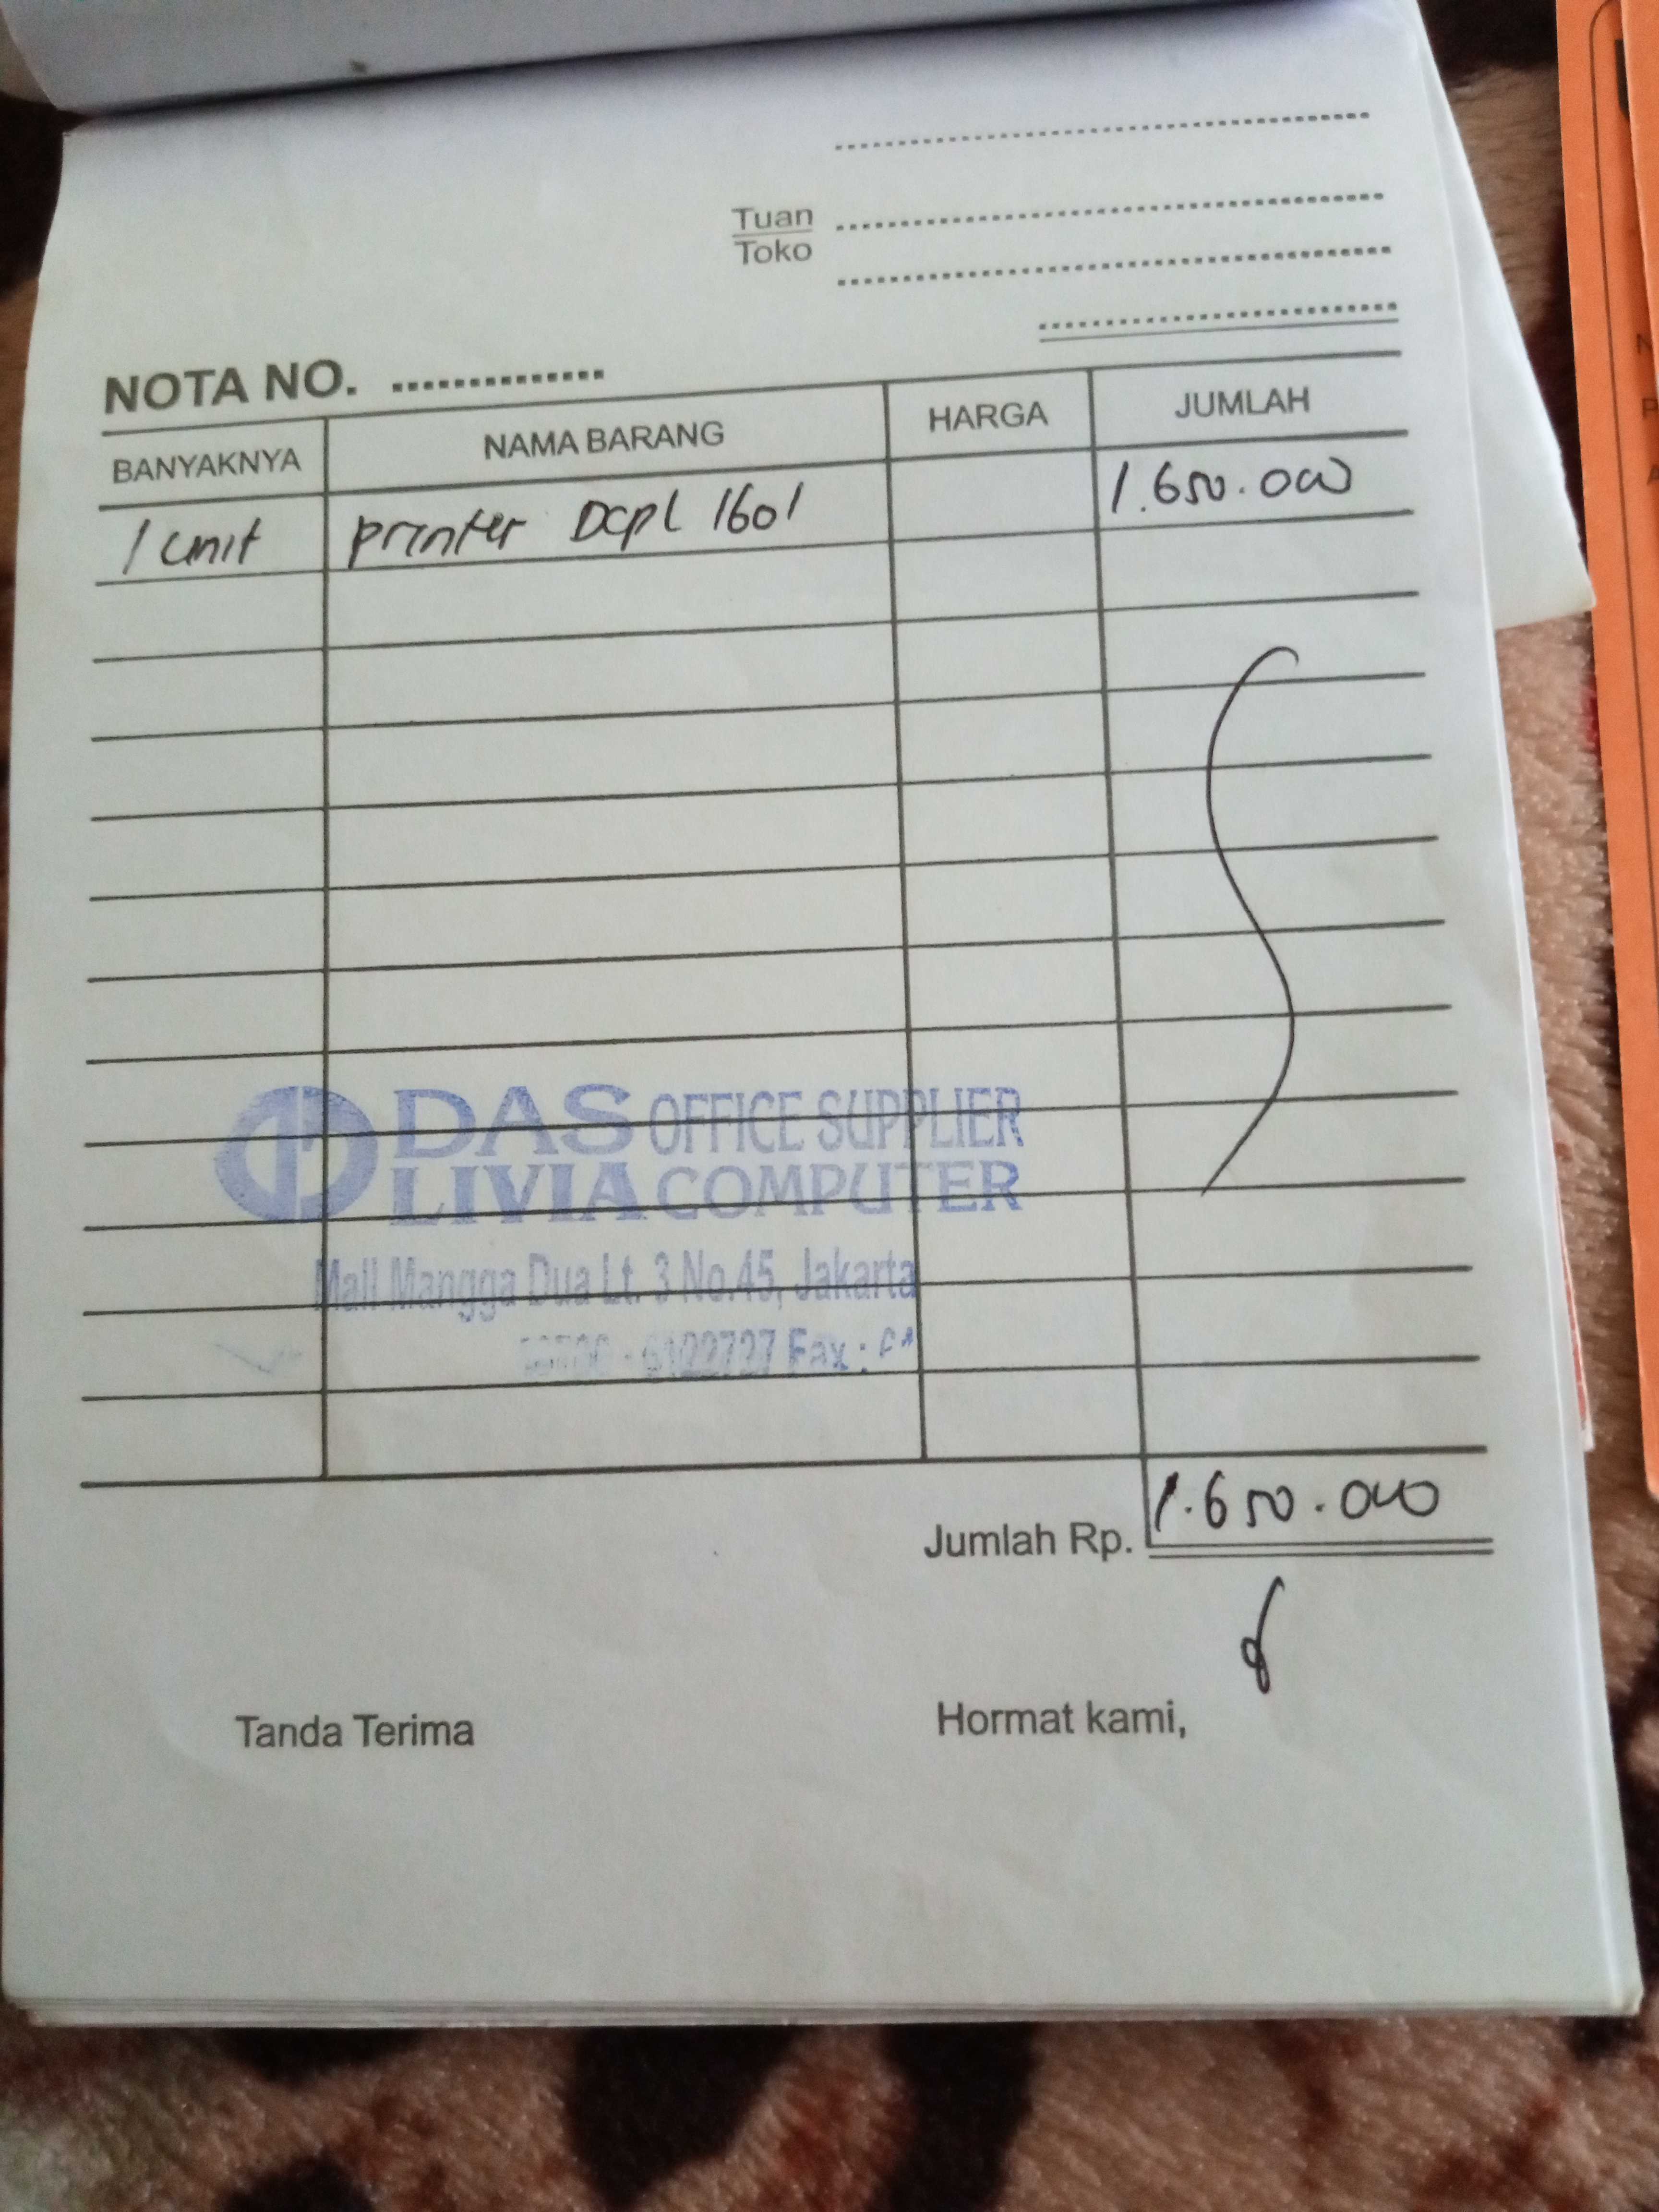 Tuan
Toko
NOTA NO. ...............
BANYAKNYA NAMA BARANG HARGA JUMLAH
1 unit printer Dcpl 1601 1.650.000
DAS OFFICE SUPPLIER
LIVIA COMPUTER
Mall Mangga Dua Lt. 3 No.45, Jakarta
Fax :
Jumlah Rp. 1.650.000
Tanda Terima Hormat kami,